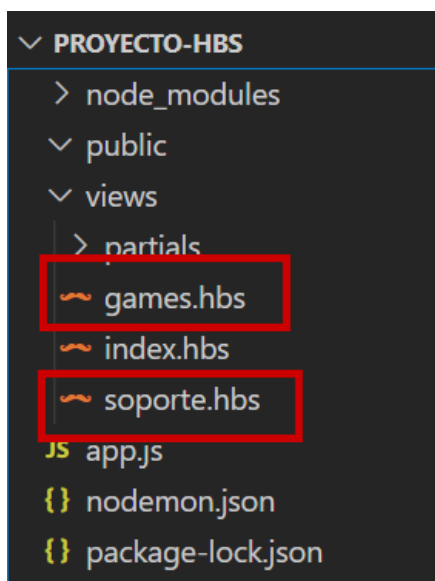 PROYECTO-HBS
node_modules
public
views
partials
games.hbs
index.hbs
soporte.hbs
JS app.js
{} nodemon.json
{} package-lock.json